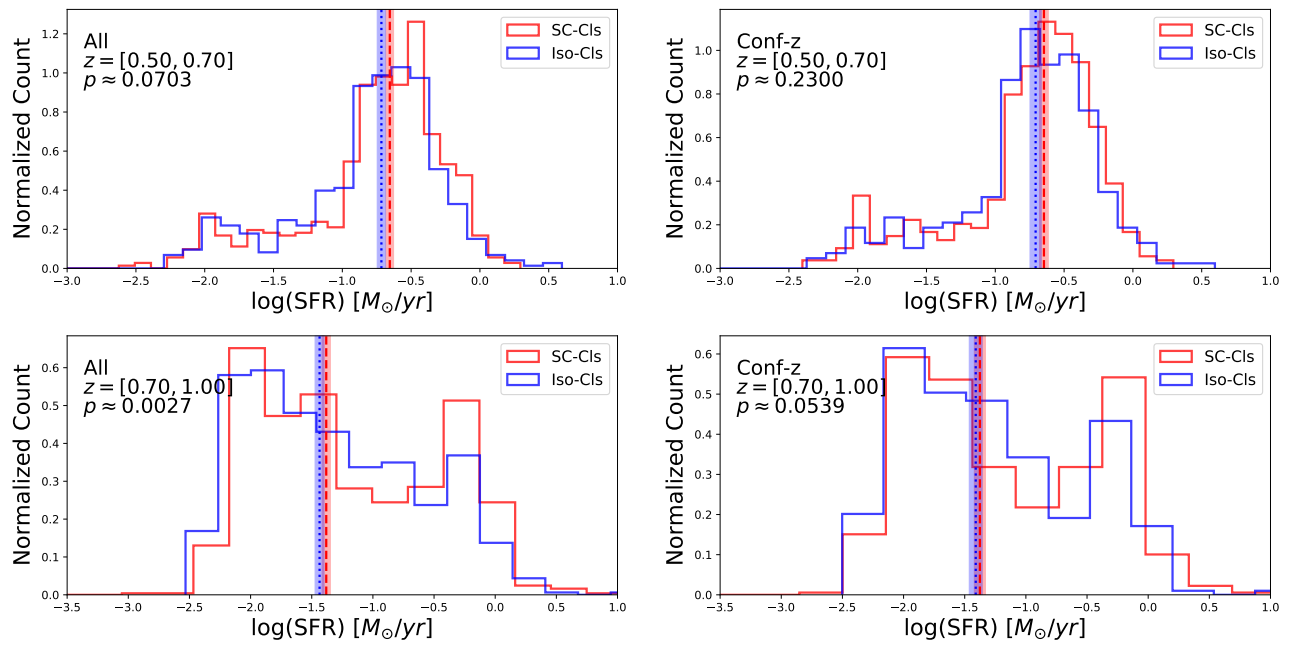 All
z = [0.50, 0.70]
p ≈ 0.0703
SC-Cls
Iso-Cls
Normalized Count
1.2
1.0
0.8
0.6
0.4
0.2
0.0
−3.0 −2.5 −2.0 −1.5 −1.0 −0.5 0.0 0.5 1.0
log(SFR) [M⊙/yr]
Conf-z
z = [0.50, 0.70]
p ≈ 0.2300
SC-Cls
Iso-Cls
Normalized Count
1.0
0.8
0.6
0.4
0.2
0.0
−3.0 −2.5 −2.0 −1.5 −1.0 −0.5 0.0 0.5 1.0
log(SFR) [M⊙/yr]
All
z = [0.70, 1.00]
p ≈ 0.0027
SC-Cls
Iso-Cls
Normalized Count
0.6
0.5
0.4
0.3
0.2
0.1
0.0
−3.5 −3.0 −2.5 −2.0 −1.5 −1.0 −0.5 0.0 0.5 1.0
log(SFR) [M⊙/yr]
Conf-z
z = [0.70, 1.00]
p ≈ 0.0539
SC-Cls
Iso-Cls
Normalized Count
0.6
0.5
0.4
0.3
0.2
0.1
0.0
−3.5 −3.0 −2.5 −2.0 −1.5 −1.0 −0.5 0.0 0.5 1.0
log(SFR) [M⊙/yr]